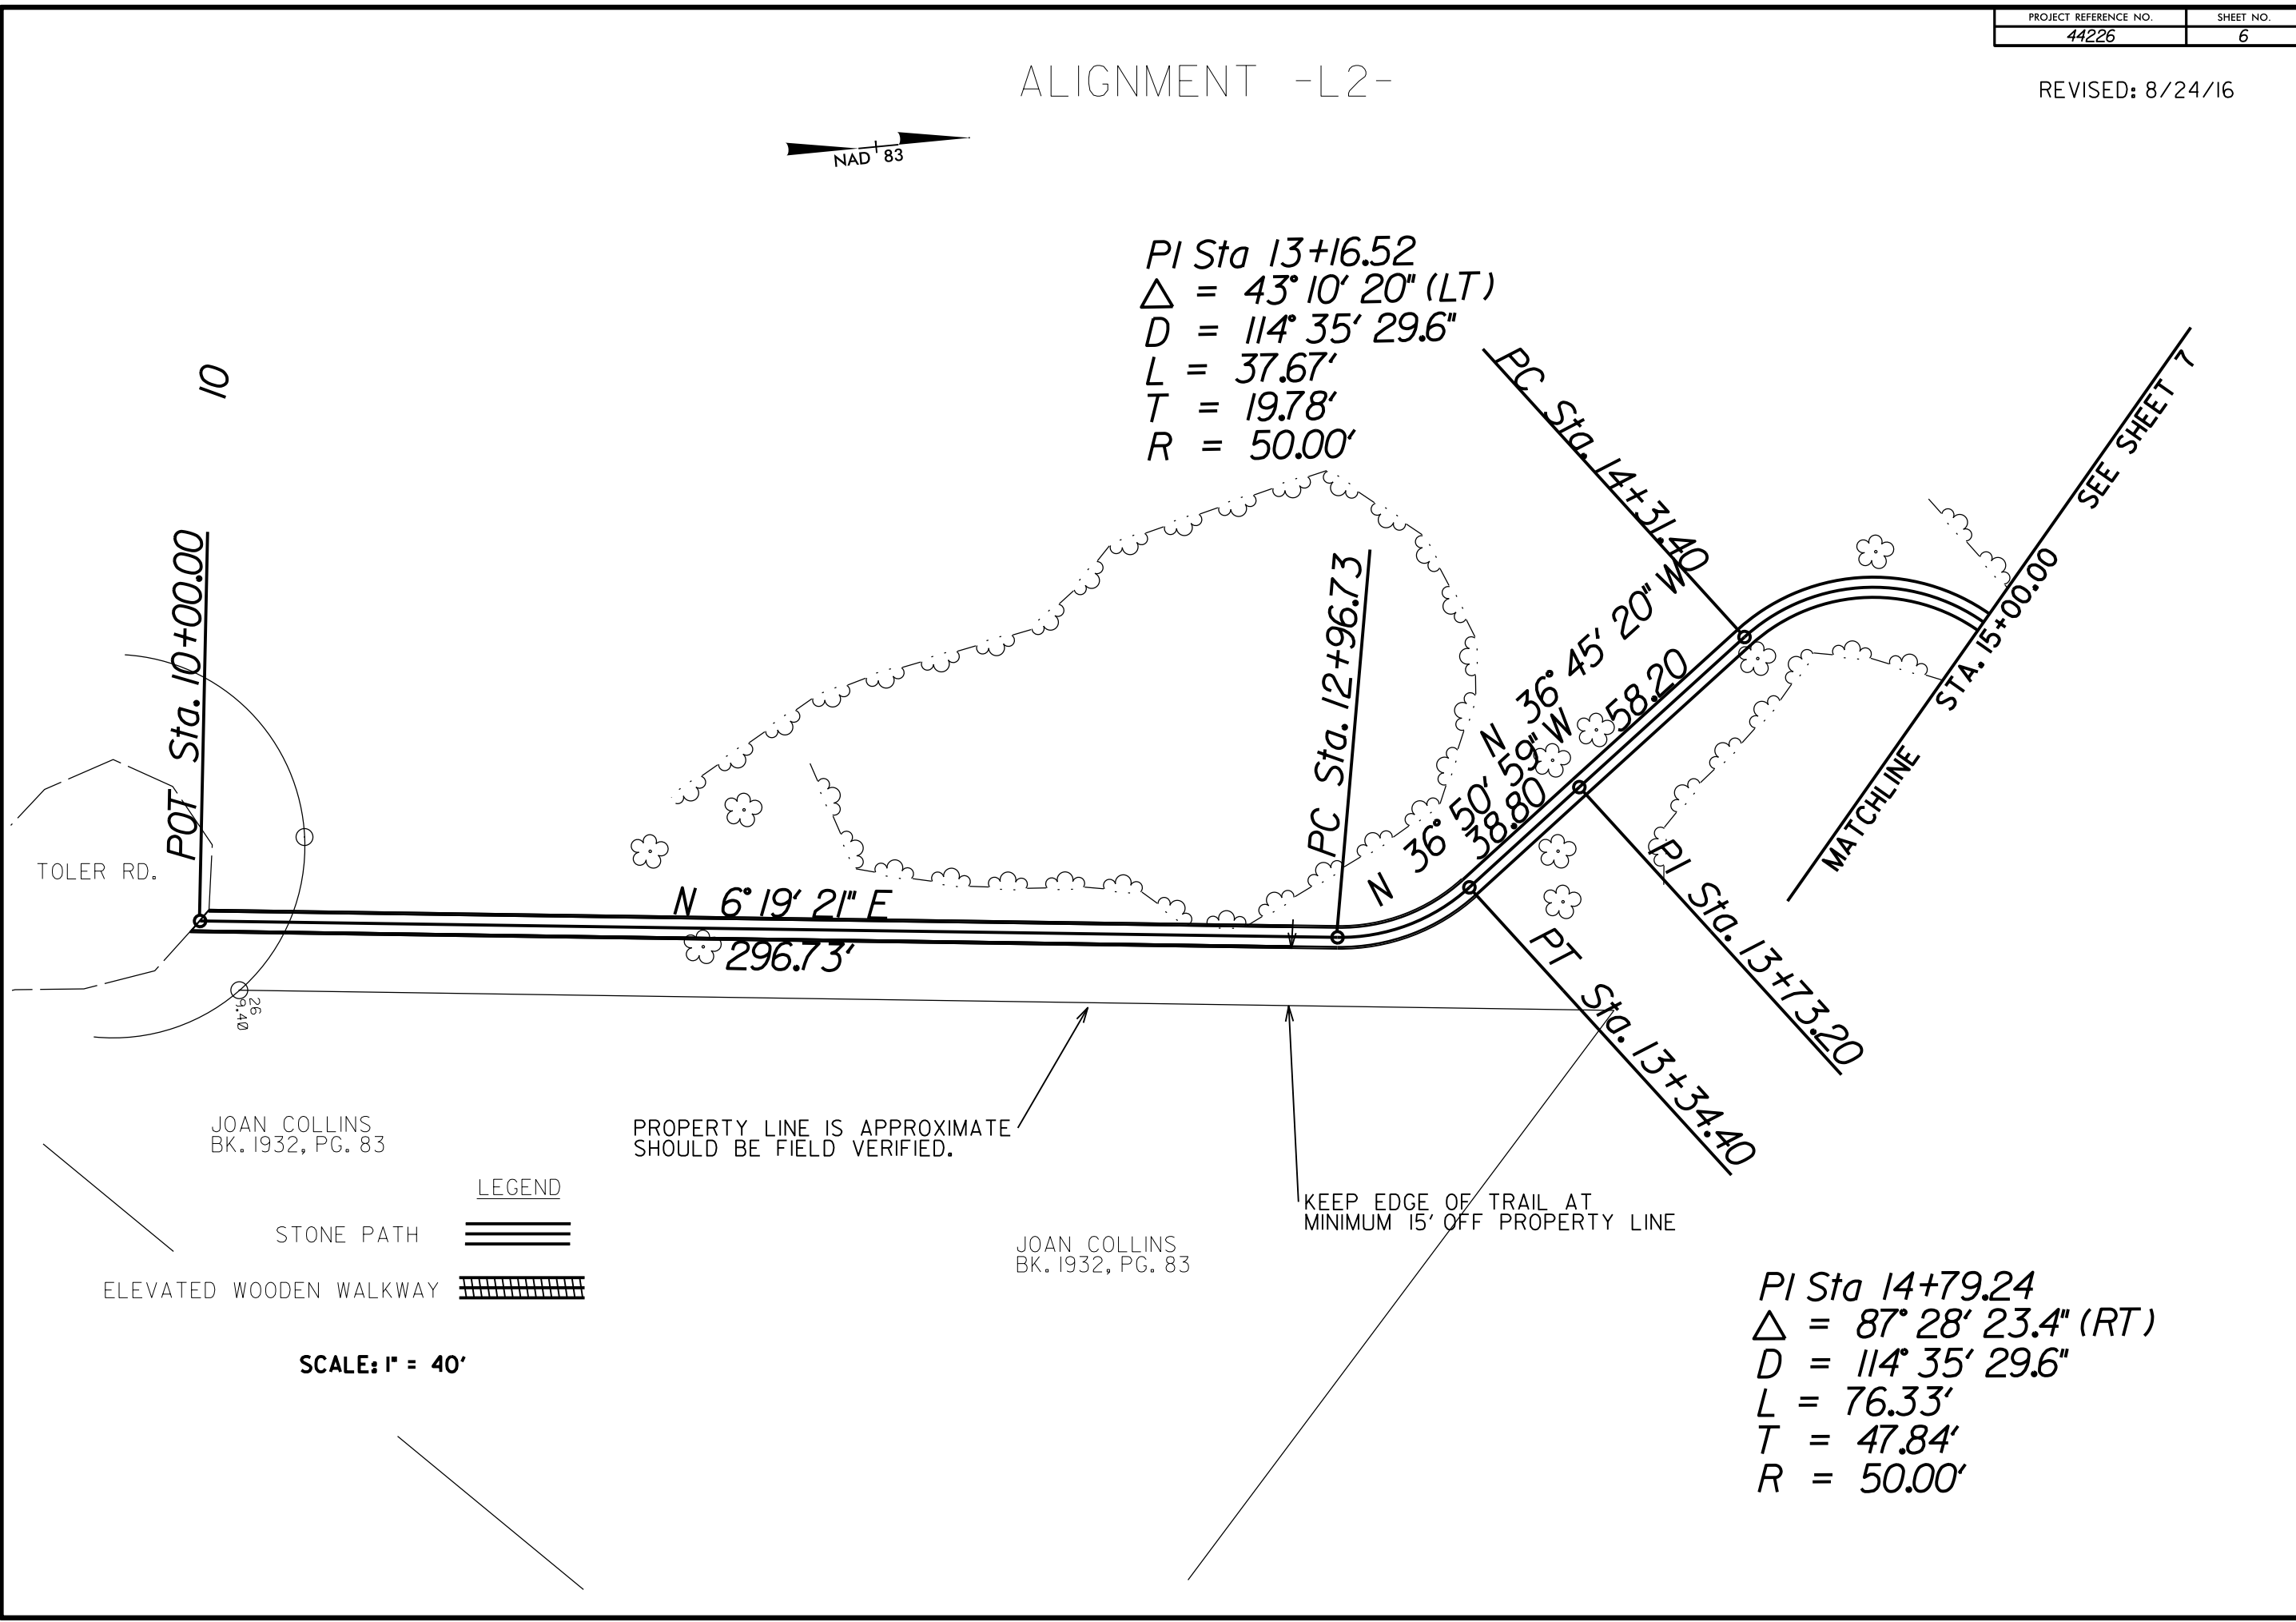 PROJECT REFERENCE NO. SHEET NO.
44226 6
ALIGNMENT -L2-
REVISED: 8/24/16
NAD 83
PI Sta 13+16.52
△ = 43° 10' 20" (LT)
D = 114° 35' 29.6"
L = 37.67'
T = 19.78'
R = 50.00'
10
POT Sta. 10+00.00
TOLER RD.
N 6° 19' 21" E
296.73'
PC Sta. 12+96.73
N 36° 50' 59" W
38.80
N 36° 45' 20" W
58.20
PC Sta. 14+31.40
PI Sta. 13+73.20
PT Sta. 13+34.40
MATCHLINE STA. 15+00.00 SEE SHEET 7
26
9.40
JOAN COLLINS
BK. 1932, PG. 83
PROPERTY LINE IS APPROXIMATE
SHOULD BE FIELD VERIFIED.
KEEP EDGE OF TRAIL AT
MINIMUM 15' OFF PROPERTY LINE
JOAN COLLINS
BK. 1932, PG. 83
LEGEND
STONE PATH
ELEVATED WOODEN WALKWAY
SCALE: 1" = 40'
PI Sta 14+79.24
△ = 87° 28' 23.4" (RT)
D = 114° 35' 29.6"
L = 76.33'
T = 47.84'
R = 50.00'